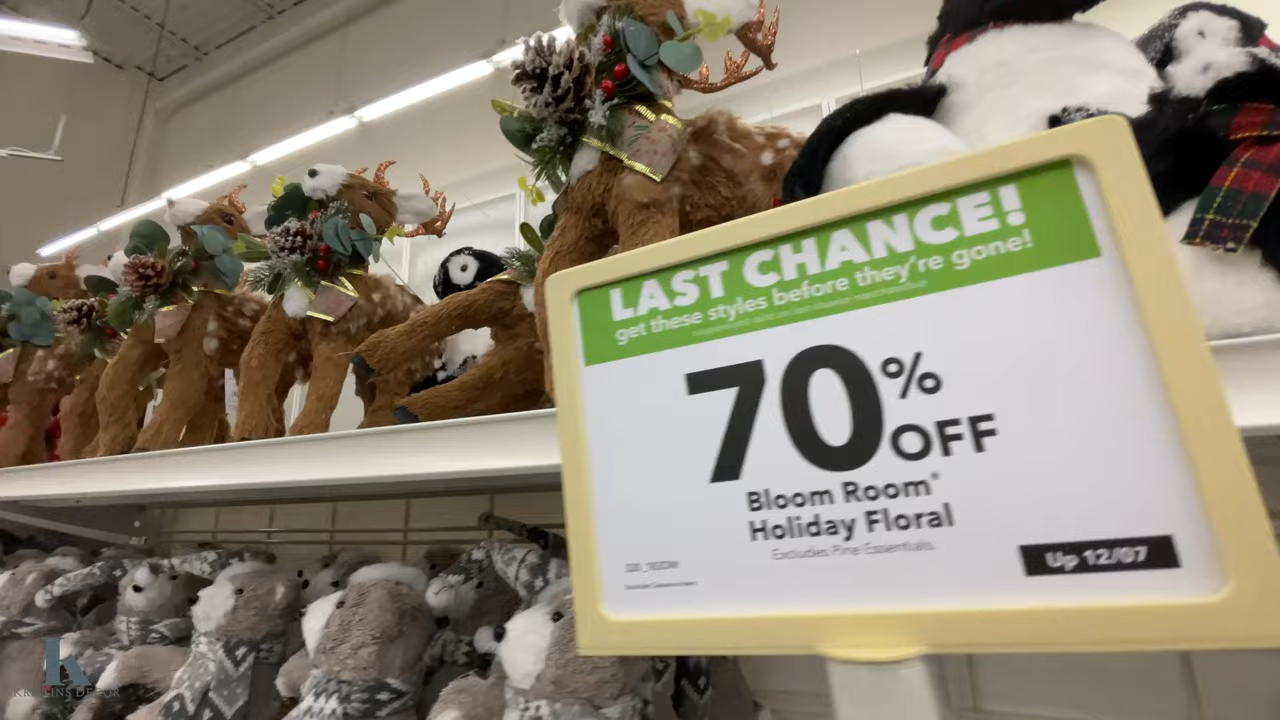 LAST CHANCE!
get these styles before they're gone!
70% OFF
Bloom Room*
Holiday Floral
Excludes Pine Essentials.
Up 12/07